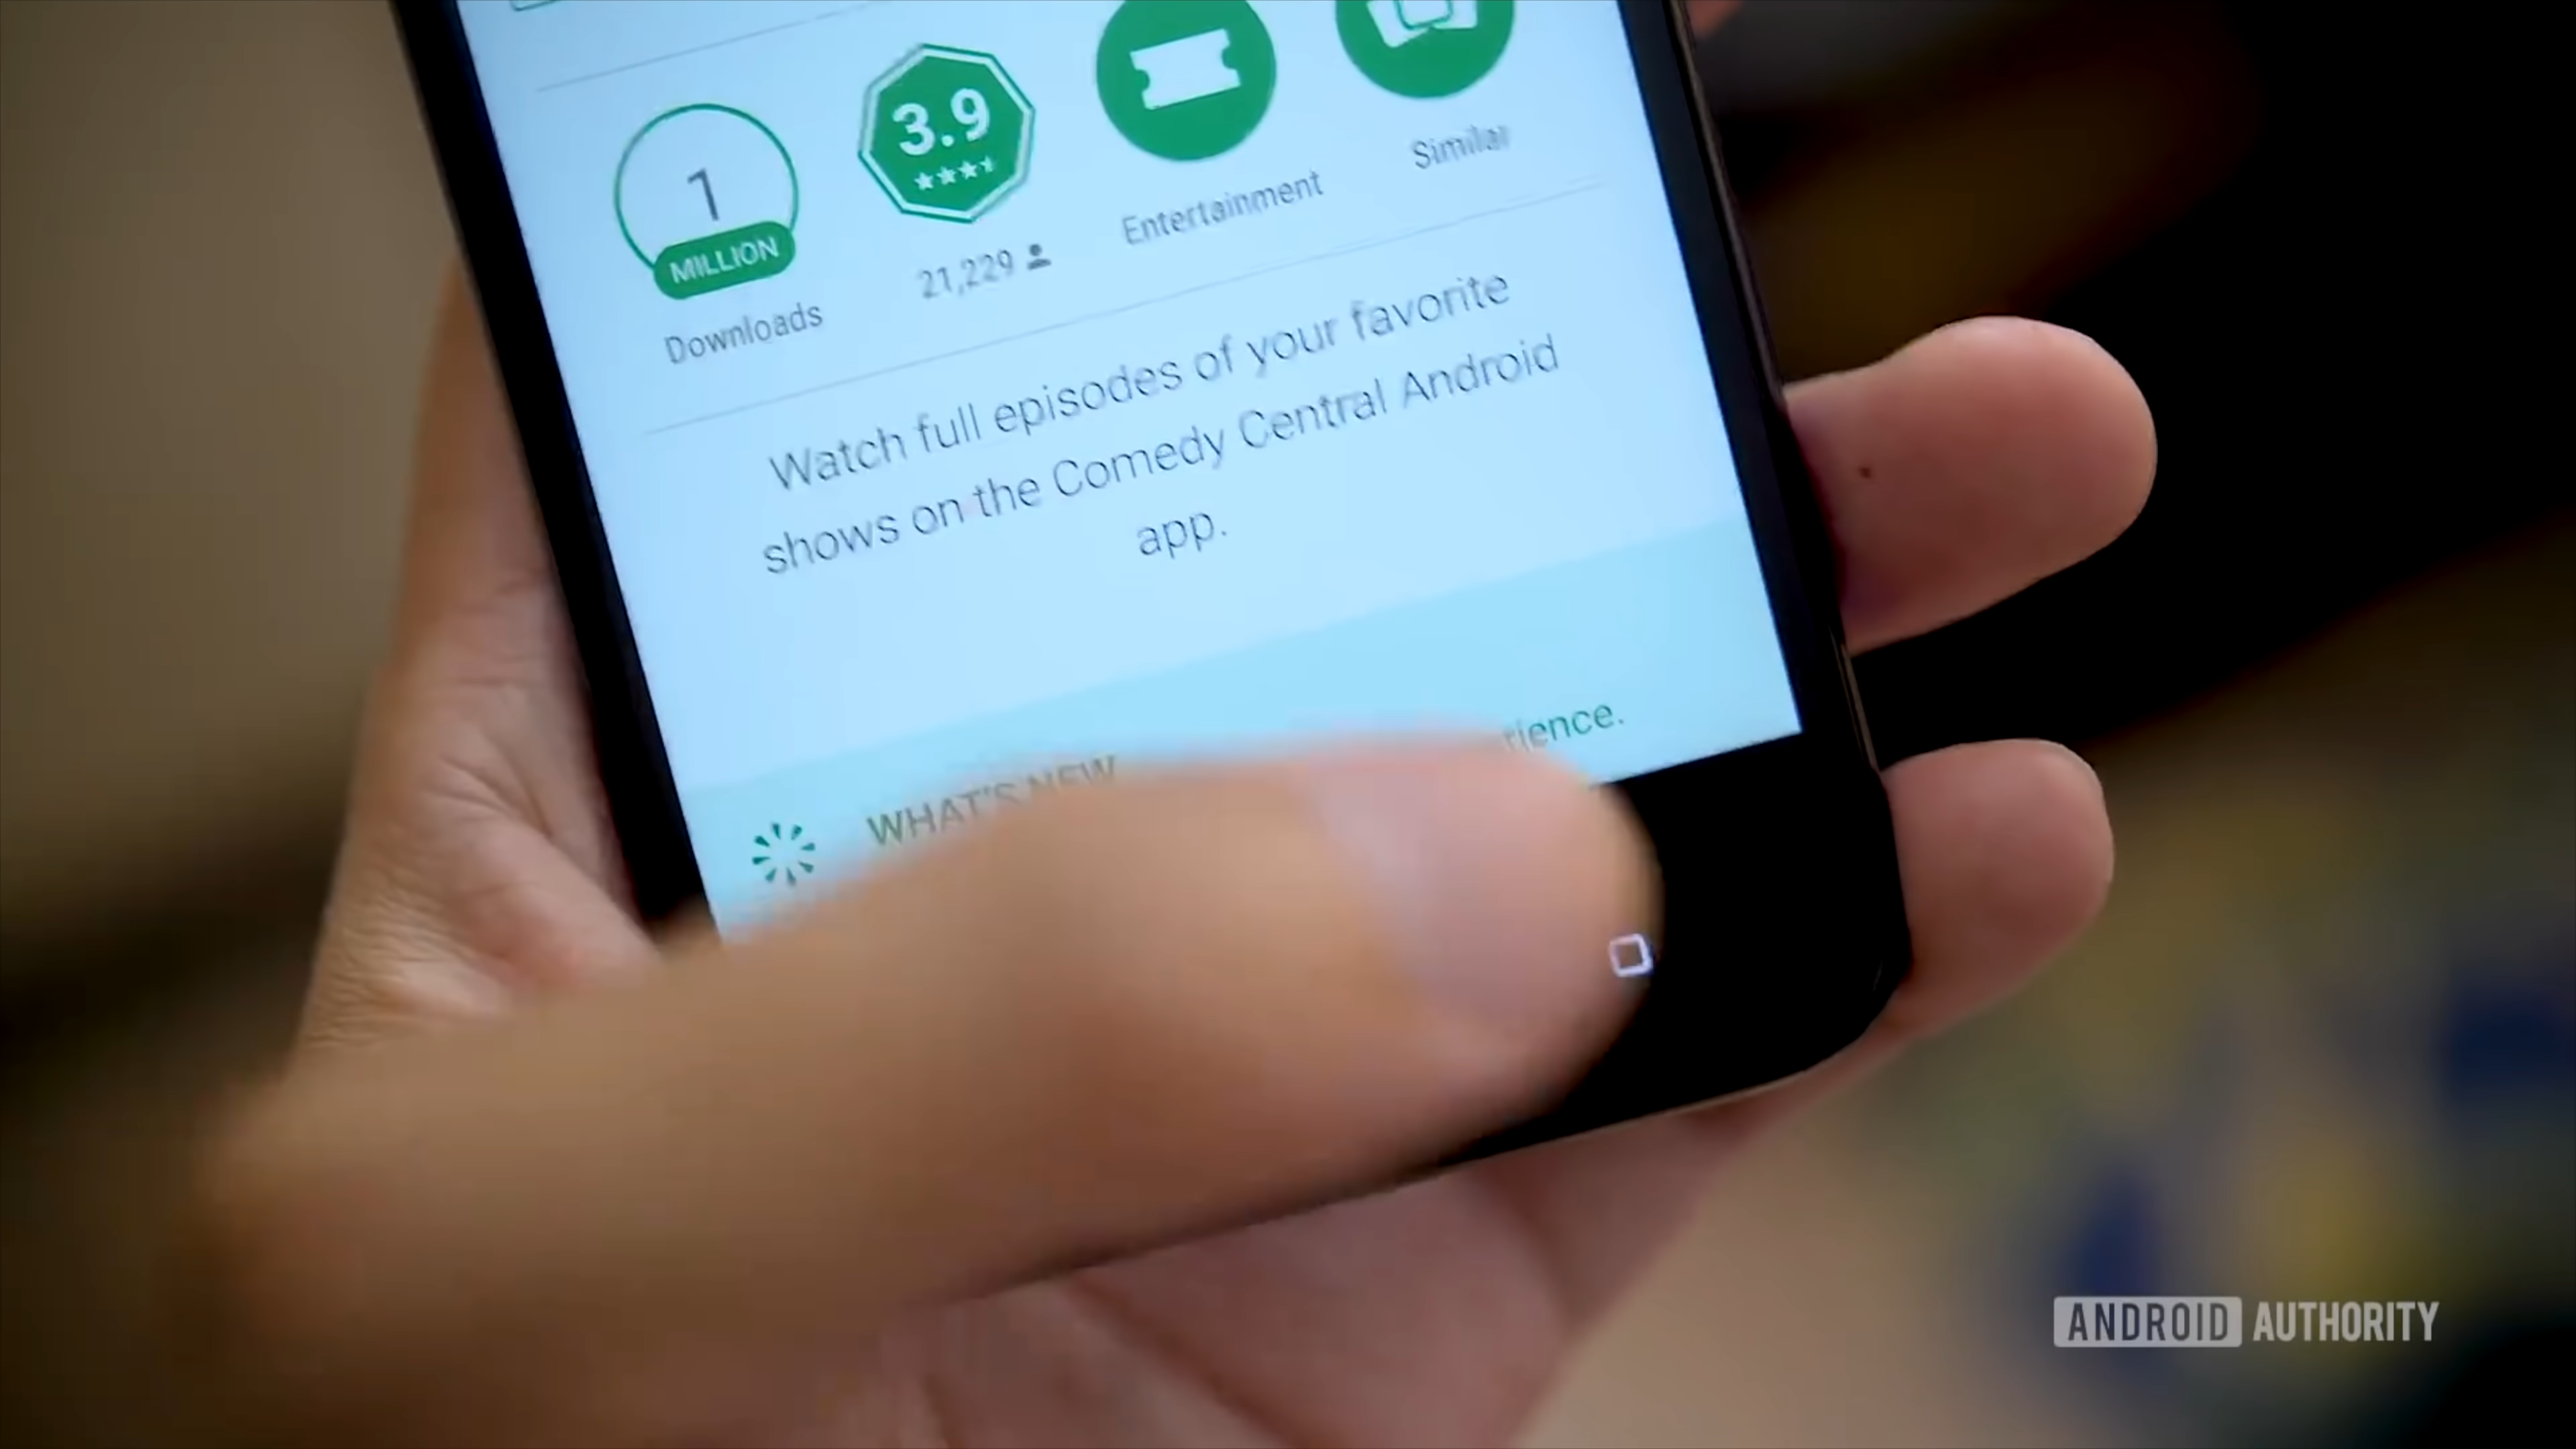 1
MILLION
Downloads
3.9
21,229
Entertainment
Similar
Watch full episodes of your favorite
shows on the Comedy Central Android
app.
WHAT'S NEW
ience.
ANDROID AUTHORITY